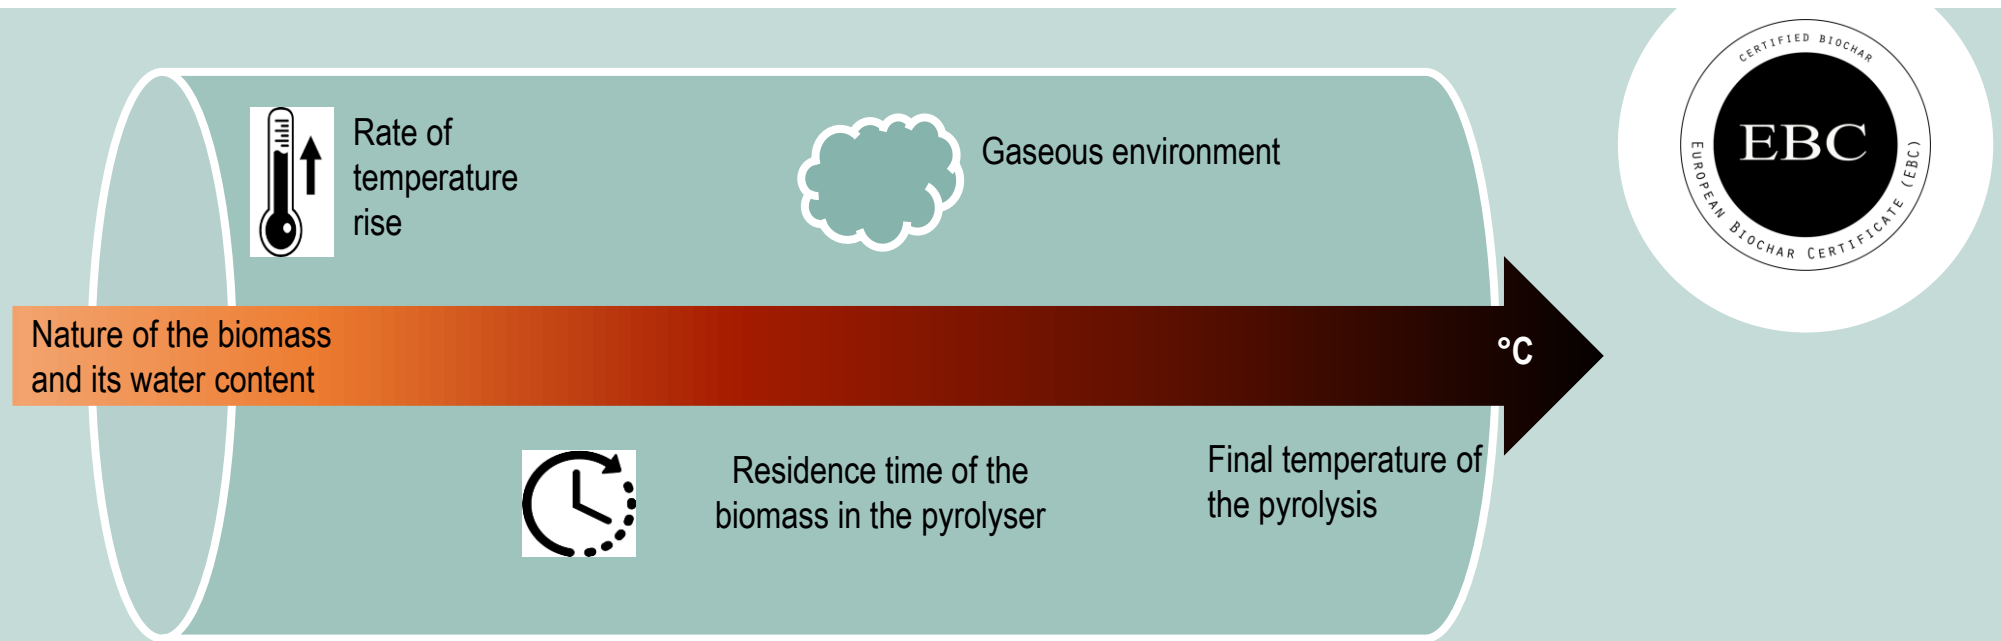 CERTIFIED BIOCHAR
EBC
EUROPEAN BIOCHAR CERTIFICATE (EBC)
Rate of
temperature
rise
Gaseous environment
Nature of the biomass
and its water content
°C
Residence time of the
biomass in the pyrolyser
Final temperature of
the pyrolysis